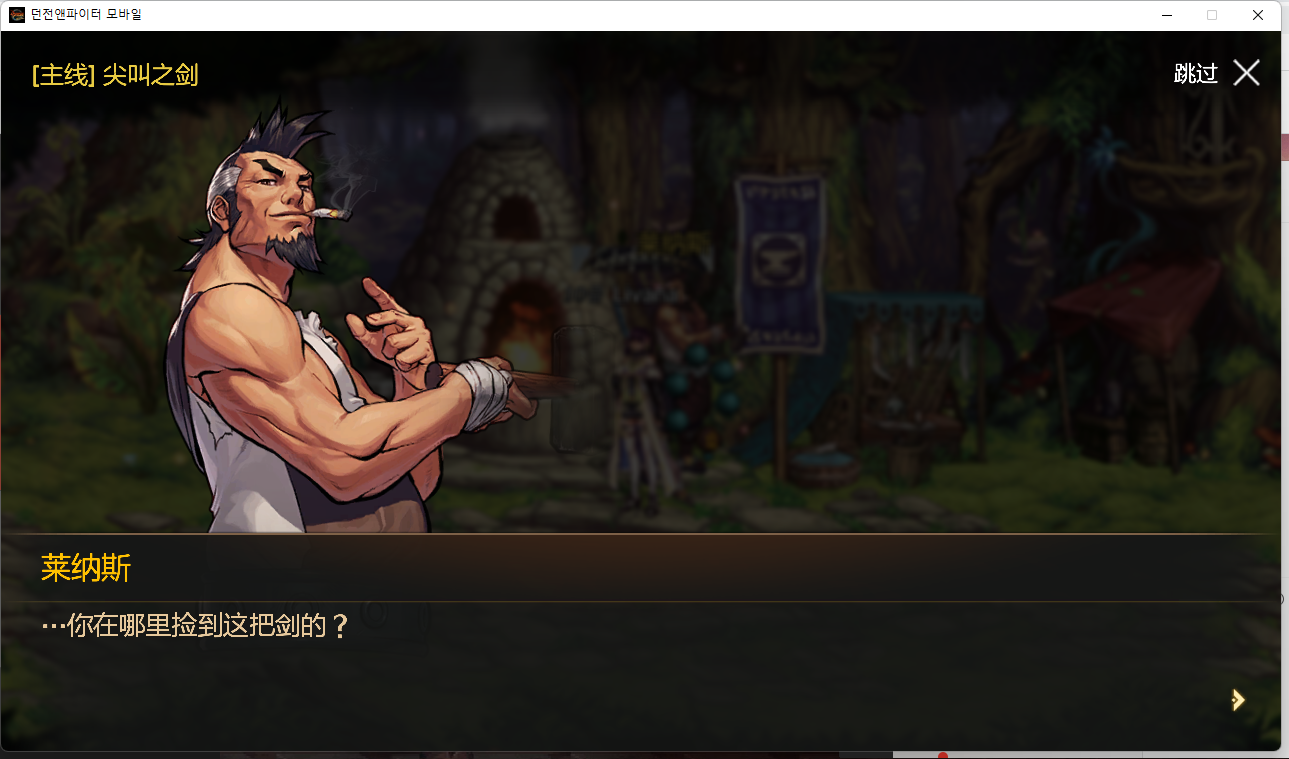 던전앤파이터 모바일
[主线] 尖叫之剑
跳过
莱纳斯
…你在哪里捡到这把剑的？